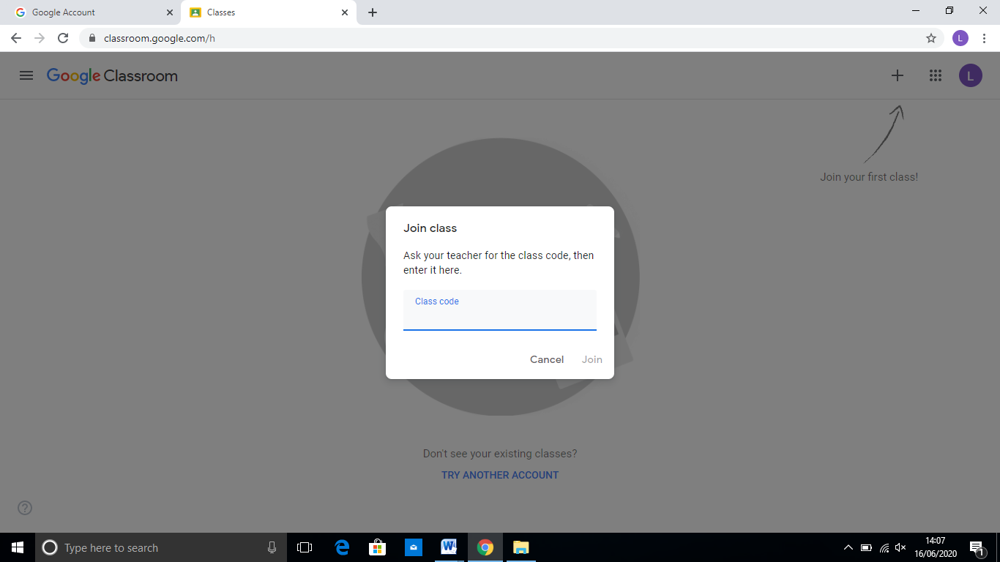 Google Account
Classes
classroom.google.com/h
L
Google Classroom
L
Join your first class!
Join class
Ask your teacher for the class code, then
enter it here.
Class code
Cancel
Join
Don't see your existing classes?
TRY ANOTHER ACCOUNT
Type here to search
14:07
16/06/2020
1